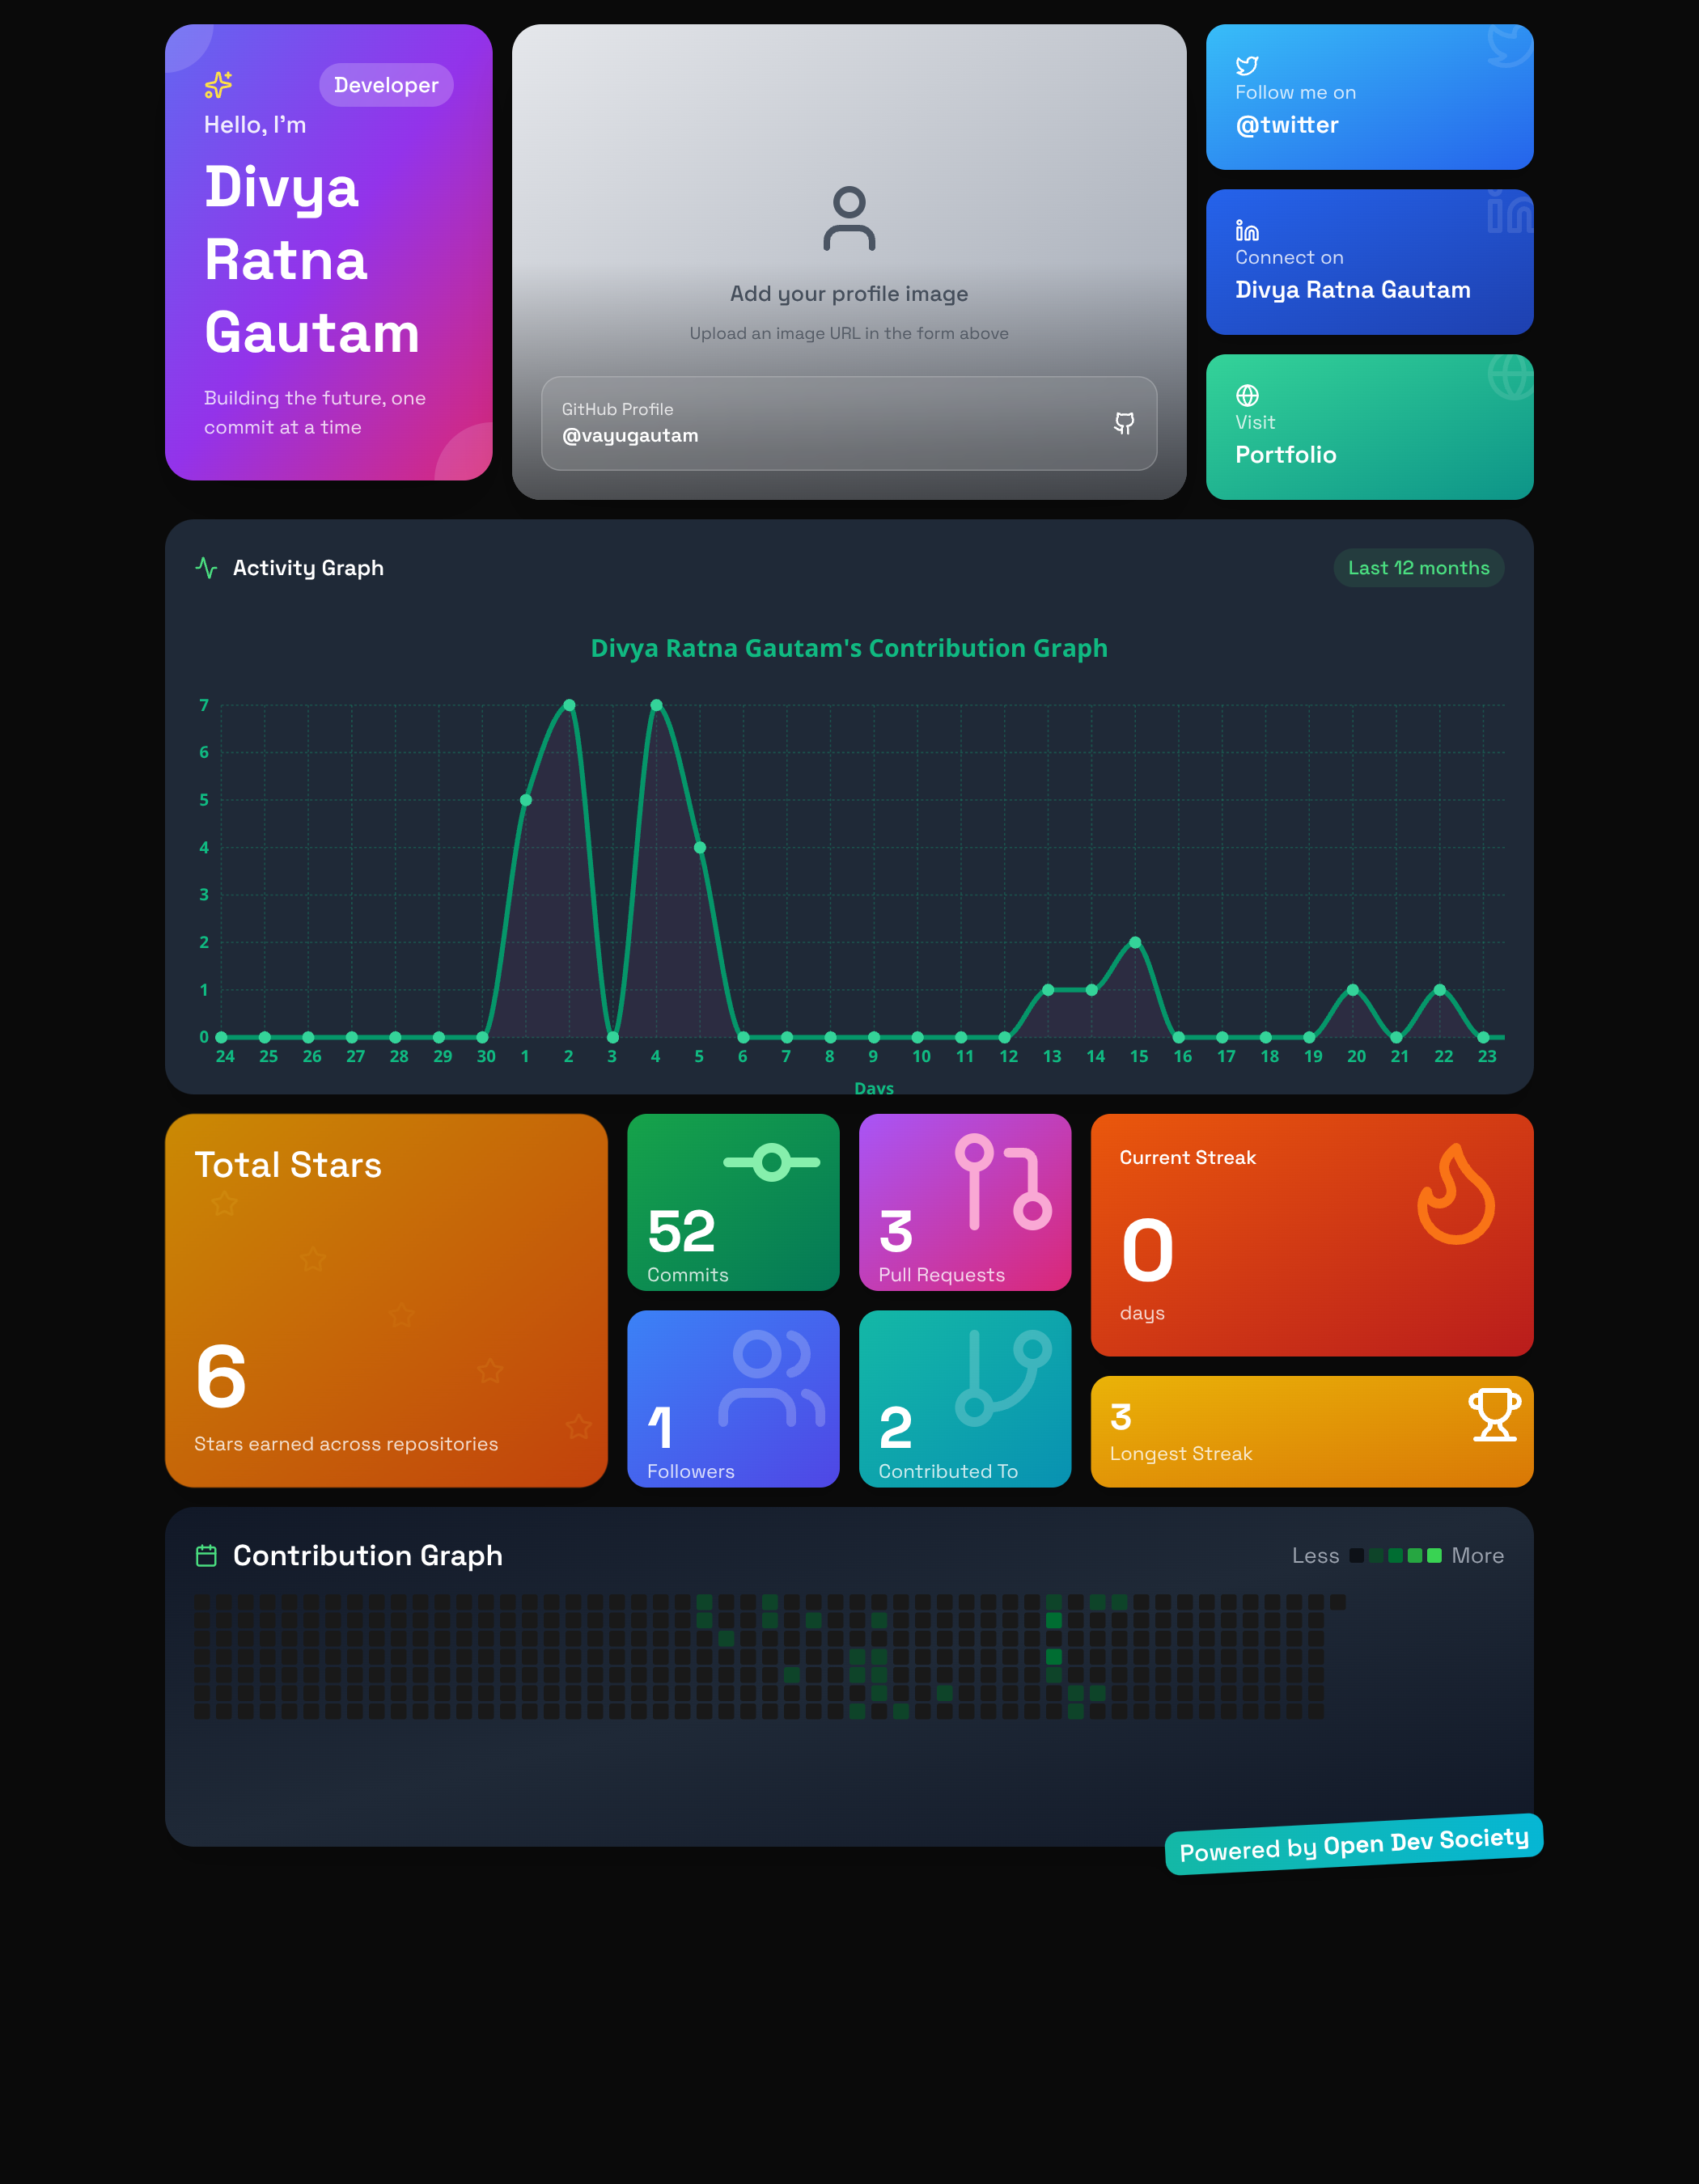 Developer
Hello, I'm
Divya
Ratna
Gautam
Building the future, one
commit at a time
Add your profile image
Upload an image URL in the form above
GitHub Profile
@vayugautam
Follow me on
@twitter
Connect on
Divya Ratna Gautam
Visit
Portfolio
Activity Graph
Last 12 months
Divya Ratna Gautam's Contribution Graph
7
6
5
4
3
2
1
0
24 25 26 27 28 29 30 1 2 3 4 5 6 7 8 9 10 11 12 13 14 15 16 17 18 19 20 21 22 23
Days
Total Stars
6
Stars earned across repositories
52
Commits
3
Pull Requests
1
Followers
2
Contributed To
Current Streak
0
days
3
Longest Streak
Contribution Graph
Less More
Powered by Open Dev Society